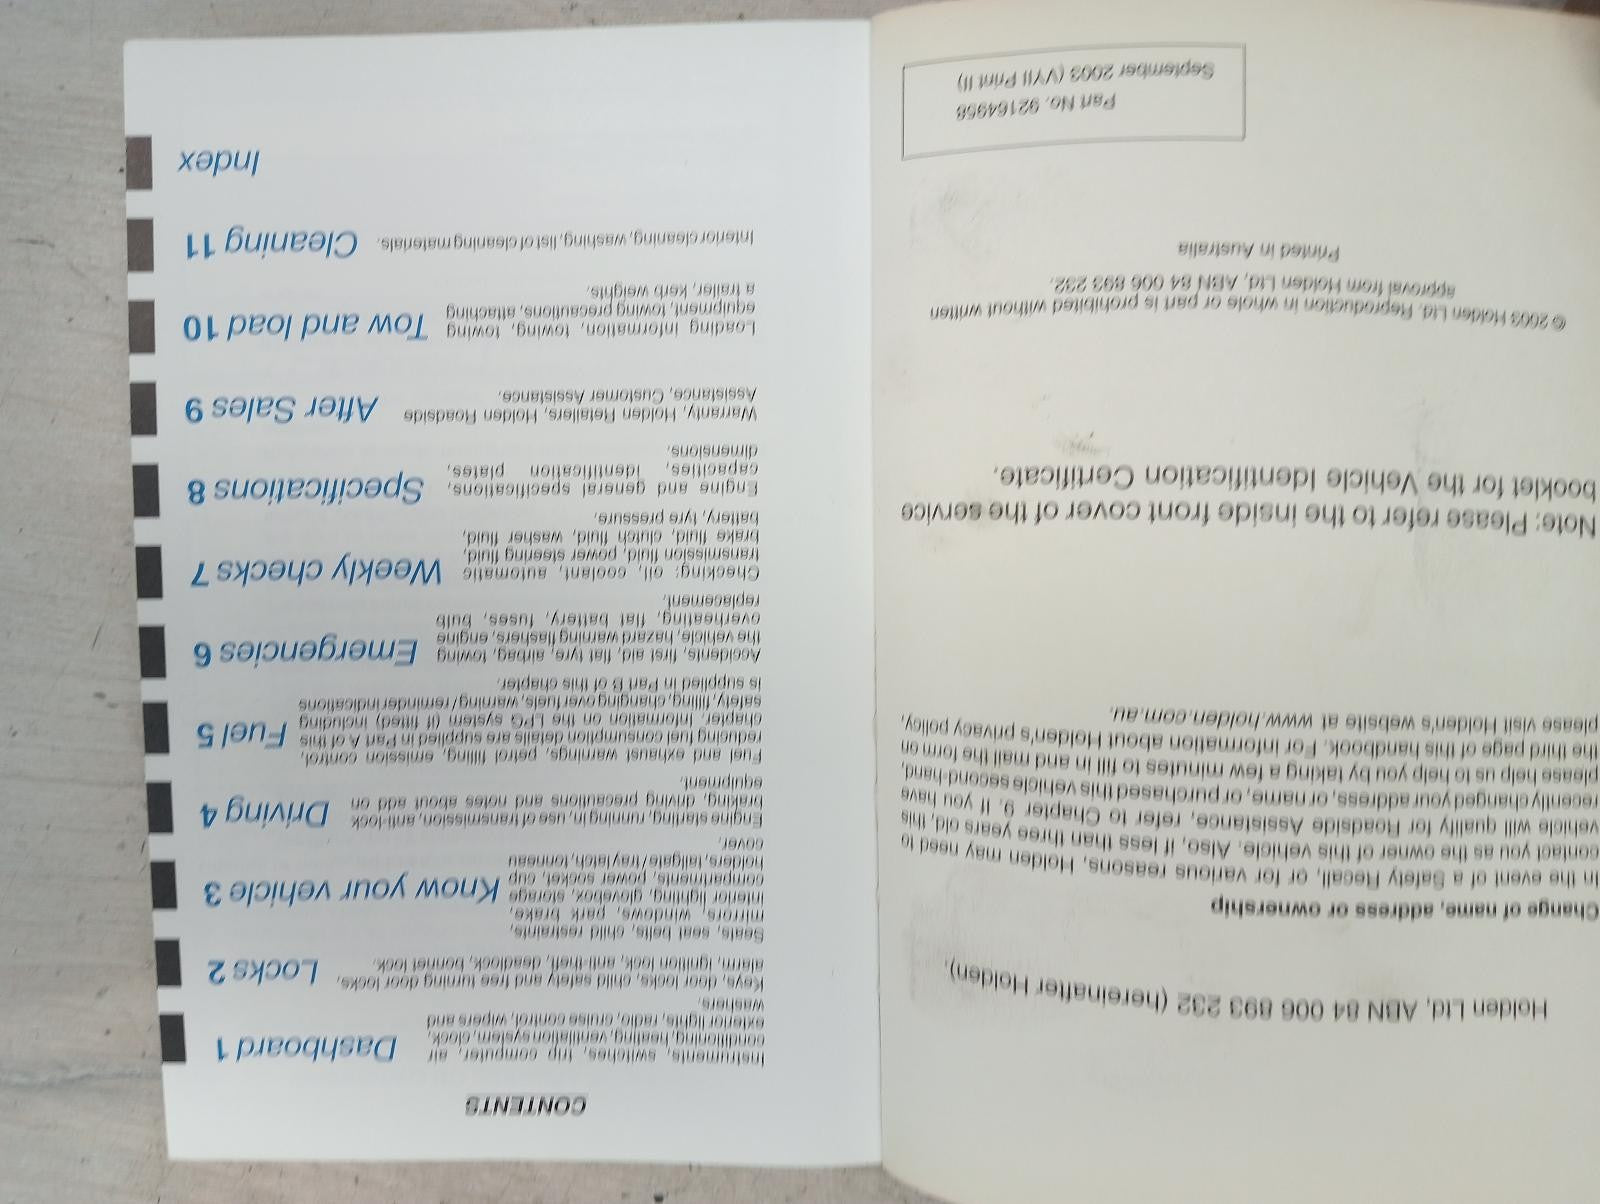 Holden Ltd, ABN 84 006 893 232 (hereinafter Holden).
Change of name, address or ownership
In the event of a Safety Recall, or for various reasons, Holden may need to
contact you as the owner of this vehicle. Also, if less than three years old, this
vehicle will qualify for Roadside Assistance, refer to Chapter 9. If you have
recently changed your address, or name, or purchased this vehicle second-hand,
please help us to help you by taking a few minutes to fill in and mail the form on
the third page of this handbook. For information about Holden's privacy policy,
please visit Holden's website at www.holden.com.au.
Note: Please refer to the inside front cover of the service
booklet for the Vehicle Identification Certificate.
© 2003 Holden Ltd. Reproduction in whole or part is prohibited without written
approval from Holden Ltd, ABN 84 006 893 232.
Printed in Australia
Part No. 92164958
September 2003 (VYII Print II)
CONTENTS
Instruments, switches, trip computer, air
conditioning, heating, ventilation system, clock,
exterior lights, radio, cruise control, wipers and
washers.
Dashboard 1
Keys, door locks, child safety and free turning door locks,
alarm, ignition lock, anti-theft, deadlock, bonnet lock.
Locks 2
Seats, seat belts, child restraints,
mirrors, windows, park brake,
interior lighting, glovebox, storage
compartments, power socket, cup
holders, tailgate / tray latch, tonneau
cover.
Know your vehicle 3
Engine starting, running in, use of transmission, anti-lock
braking, driving precautions and notes about add on
equipment.
Driving 4
Fuel and exhaust warnings, petrol filling, emission control,
reducing fuel consumption details are supplied in Part A of this
chapter. Information on the LPG system (if fitted) including
safety, filling, changing over fuels, warning / reminder indications
is supplied in Part B of this chapter.
Fuel 5
Accidents, first aid, flat tyre, airbag, towing
the vehicle, hazard warning flashers, engine
overheating, flat battery, fuses, bulb
replacement.
Emergencies 6
Checking: oil, coolant, automatic
transmission fluid, power steering fluid,
brake fluid, clutch fluid, washer fluid,
battery, tyre pressure.
Weekly checks 7
Engine and general specifications,
capacities, identification plates,
dimensions.
Specifications 8
Warranty, Holden Retailers, Holden Roadside
Assistance, Customer Assistance.
After Sales 9
Loading information, towing, towing
equipment, towing precautions, attaching
a trailer, kerb weights.
Tow and load 10
Interior cleaning, washing, list of cleaning materials.
Cleaning 11
Index